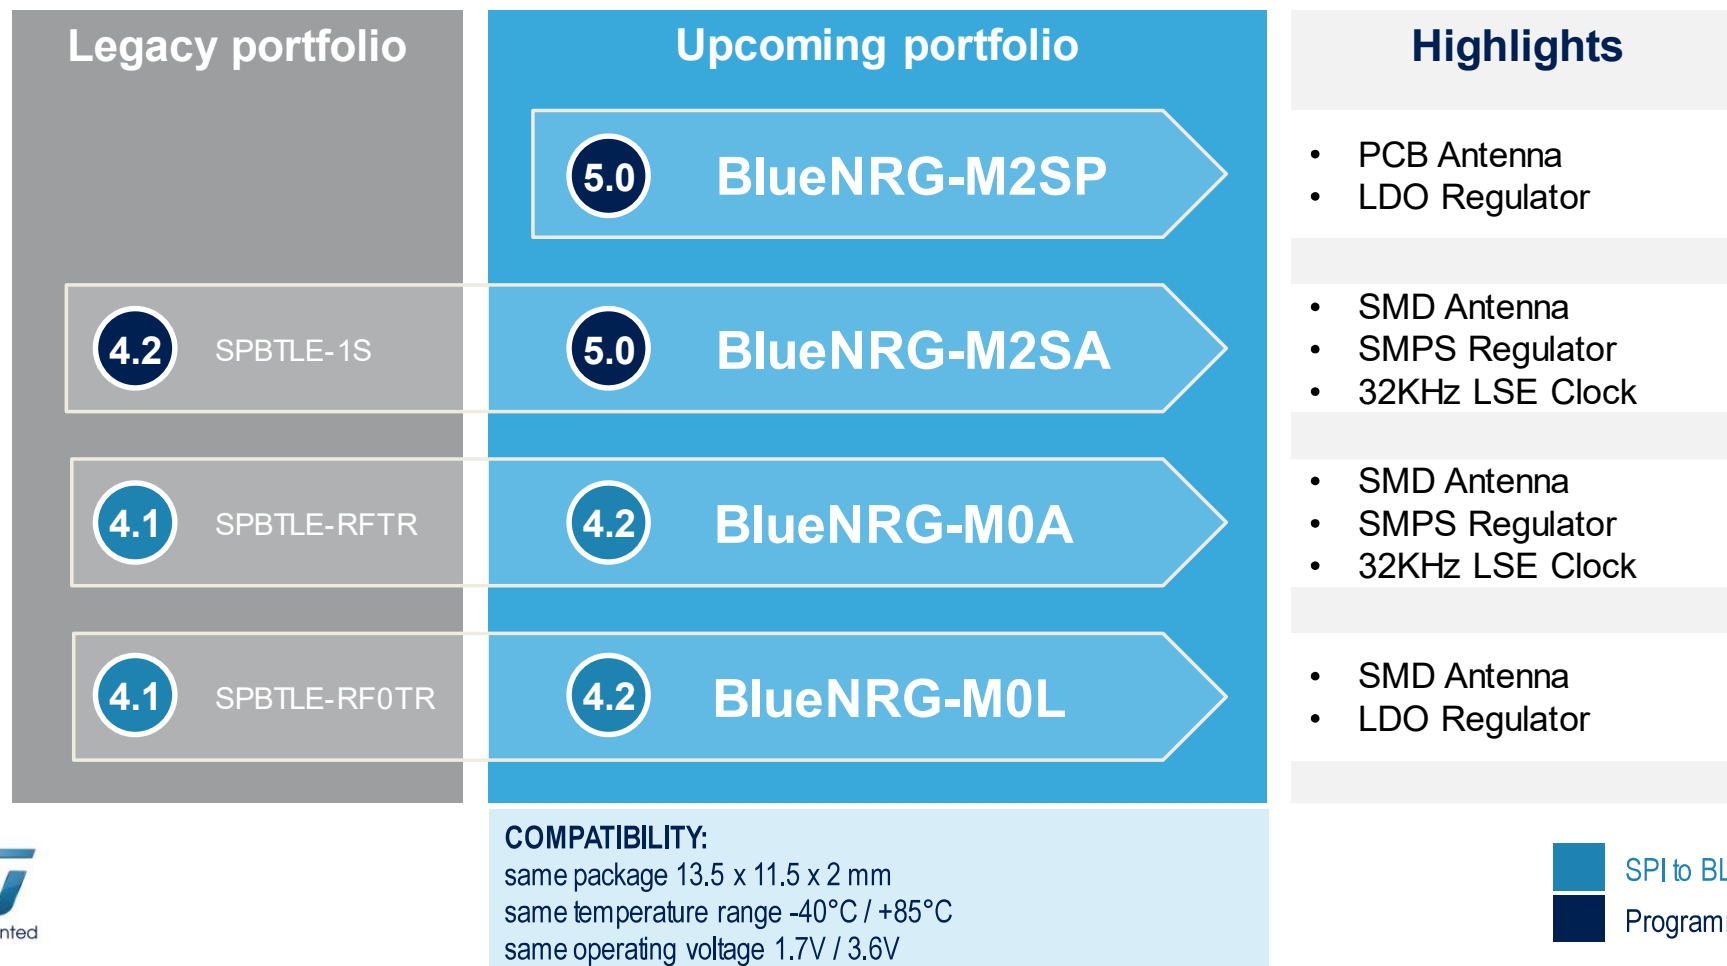 Legacy portfolio
Upcoming portfolio
Highlights
5.0 BlueNRG-M2SP
• PCB Antenna
• LDO Regulator
4.2 SPBTLE-1S
5.0 BlueNRG-M2SA
• SMD Antenna
• SMPS Regulator
• 32KHz LSE Clock
4.1 SPBTLE-RFTR
4.2 BlueNRG-M0A
• SMD Antenna
• SMPS Regulator
• 32KHz LSE Clock
4.1 SPBTLE-RF0TR
4.2 BlueNRG-M0L
• SMD Antenna
• LDO Regulator
COMPATIBILITY:
same package 13.5 x 11.5 x 2 mm
same temperature range -40°C / +85°C
same operating voltage 1.7V / 3.6V
SPI to